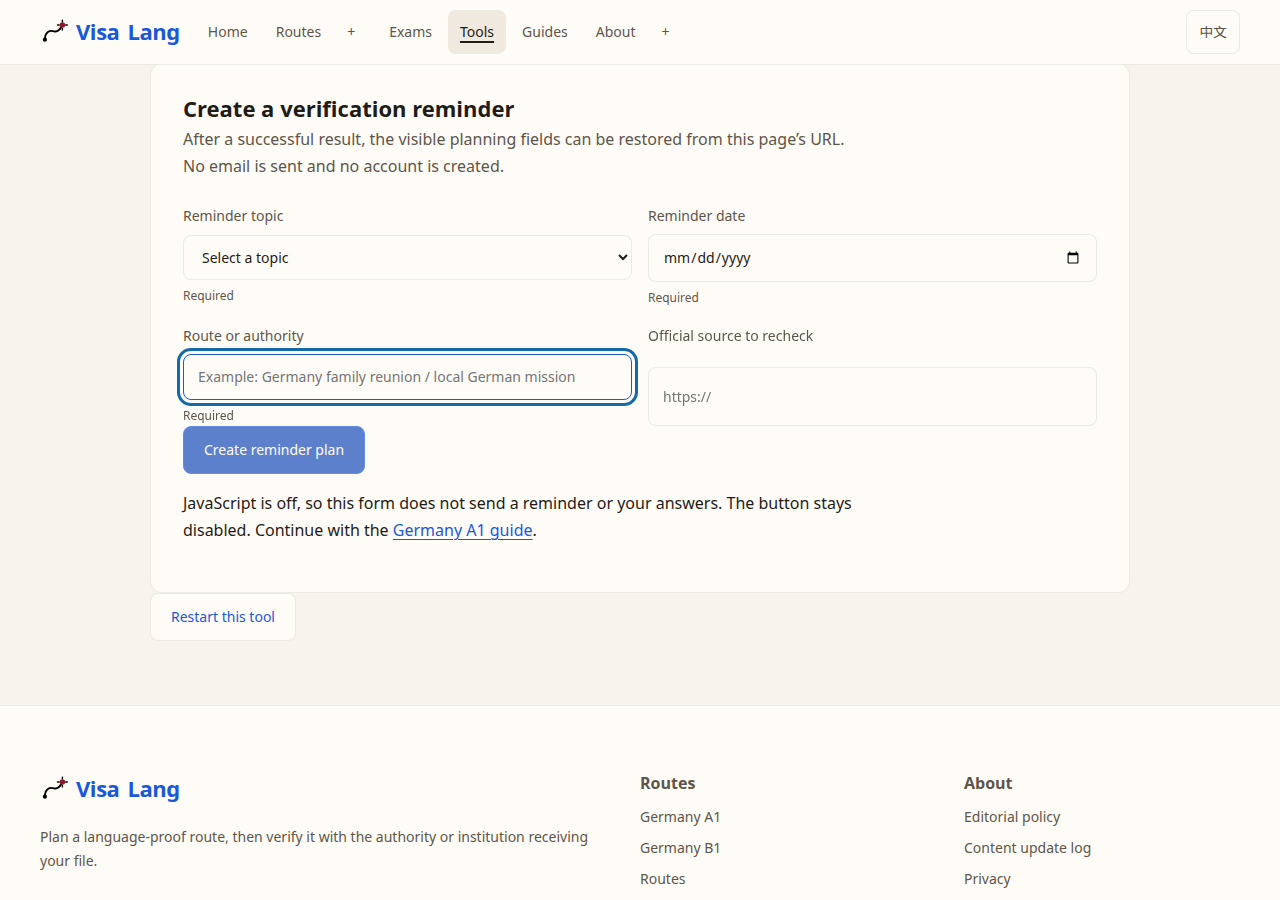 Visa Lang
Home
Routes
+
Exams
Tools
Guides
About
+
中文
Create a verification reminder
After a successful result, the visible planning fields can be restored from this page’s URL.
No email is sent and no account is created.
Reminder topic
Select a topic
Required
Reminder date
mm/dd/yyyy
Required
Route or authority
Example: Germany family reunion / local German mission
Required
Official source to recheck
https://
Create reminder plan
JavaScript is off, so this form does not send a reminder or your answers. The button stays
disabled. Continue with the Germany A1 guide.
Restart this tool
Visa Lang
Plan a language-proof route, then verify it with the authority or institution receiving
your file.
Routes
Germany A1
Germany B1
Routes
About
Editorial policy
Content update log
Privacy